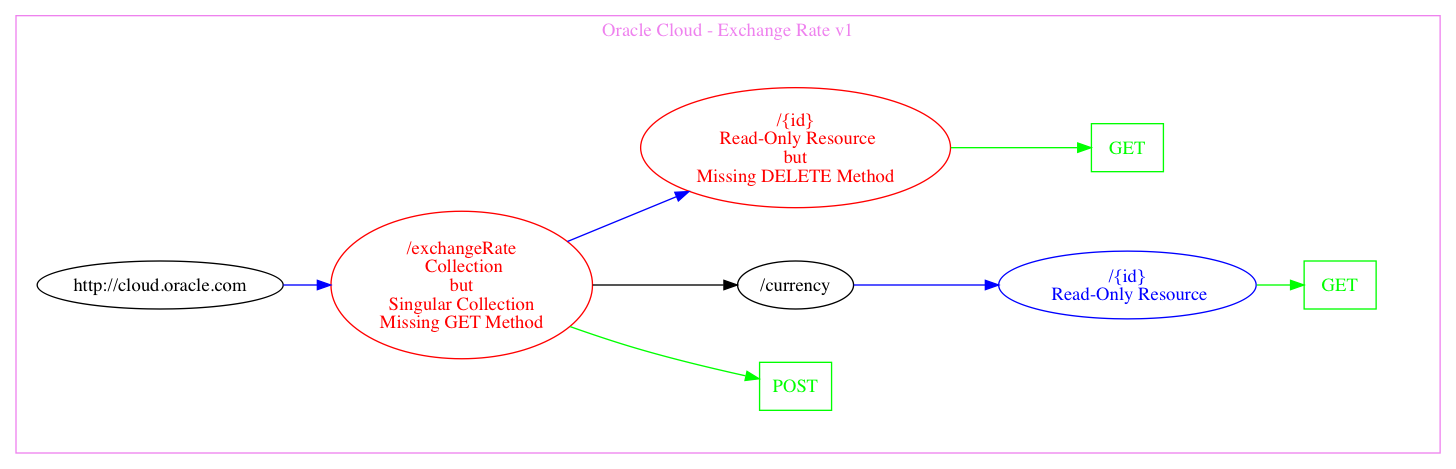 Oracle Cloud - Exchange Rate v1
/{id}
Read-Only Resource
but
Missing DELETE Method
GET
/exchangeRate
Collection
but
Singular Collection
Missing GET Method
http://cloud.oracle.com
/currency
/{id}
Read-Only Resource
GET
POST